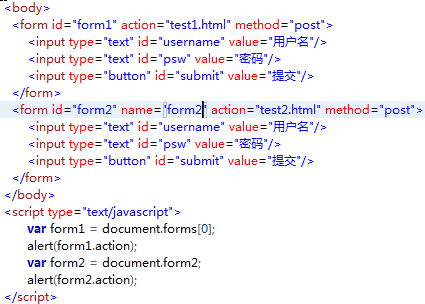 <body>
<form id="form1" action="test1.html" method="post">
<input type="text" id="username" value="用户名"/>
<input type="text" id="psw" value="密码"/>
<input type="button" id="submit" value="提交"/>
</form>
<form id="form2" name="form2" action="test2.html" method="post">
<input type="text" id="username" value="用户名"/>
<input type="text" id="psw" value="密码"/>
<input type="button" id="submit" value="提交"/>
</form>
</body>
<script type="text/javascript">
var form1 = document.forms[0];
alert(form1.action);
var form2 = document.form2;
alert(form2.action);
</script>